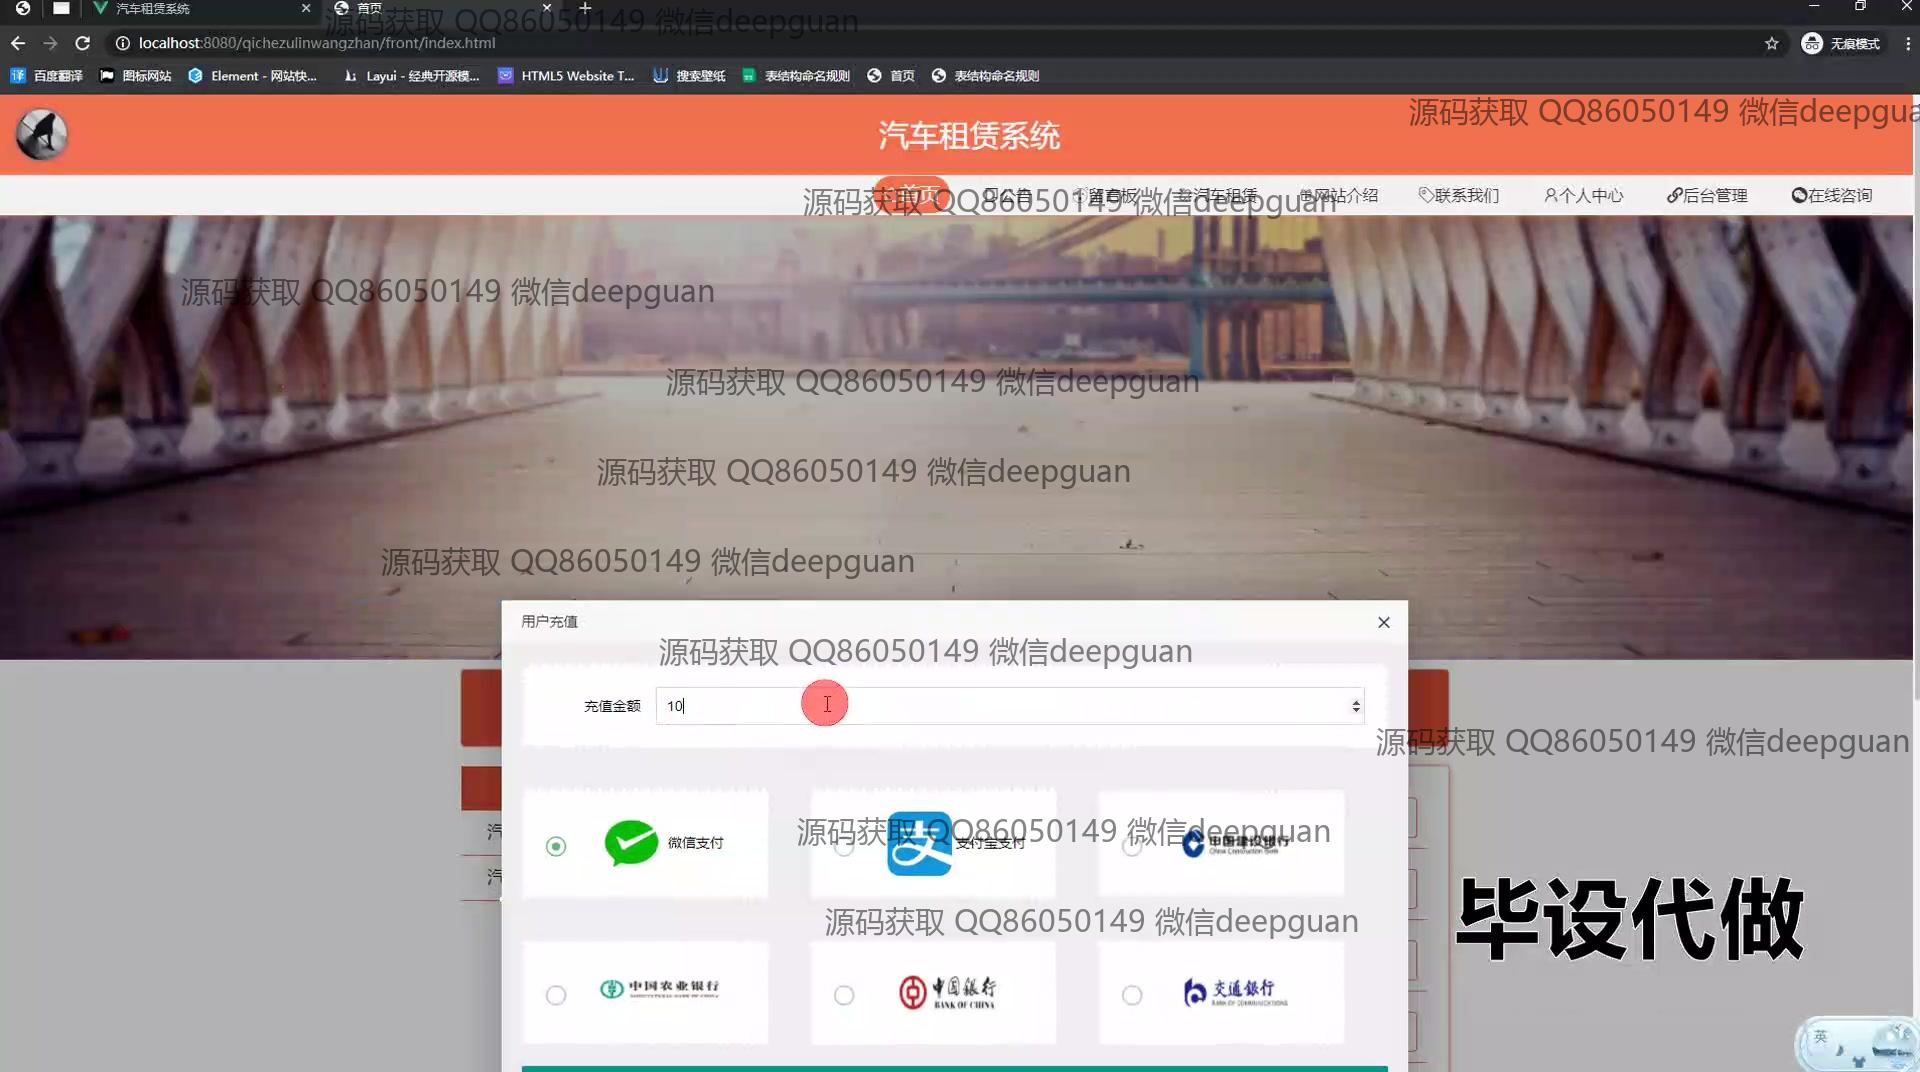 汽车租赁系统
首页
源码获取 QQ86050149 微信deepguan
localhost:8080/qichezulinwangzhan/front/index.html
无痕模式
百度翻译
图标网站
Element - 网站快...
Layui - 经典开源模...
HTML5 Website T...
搜索壁纸
表结构命名规则
首页
表结构命名规则
汽车租赁系统
源码获取 QQ86050149 微信deepgua
首页
公告
留言板
汽车租赁
网站介绍
联系我们
个人中心
后台管理
在线咨询
源码获取 QQ86050149 微信deepguan
源码获取 QQ86050149 微信deepguan
源码获取 QQ86050149 微信deepguan
源码获取 QQ86050149 微信deepguan
源码获取 QQ86050149 微信deepguan
用户充值
源码获取 QQ86050149 微信deepguan
充值金额
10
源码获取 QQ86050149 微信deepguan
汽
微信支付
支付宝支付
中国建设银行
China Construction Bank
源码获取 QQ86050149 微信deepguan
汽
源码获取 QQ86050149 微信deepguan
毕设代做
中国农业银行
AGRICULTURAL BANK OF CHINA
中国银行
BANK OF CHINA
交通银行
BANK OF COMMUNICATIONS
英